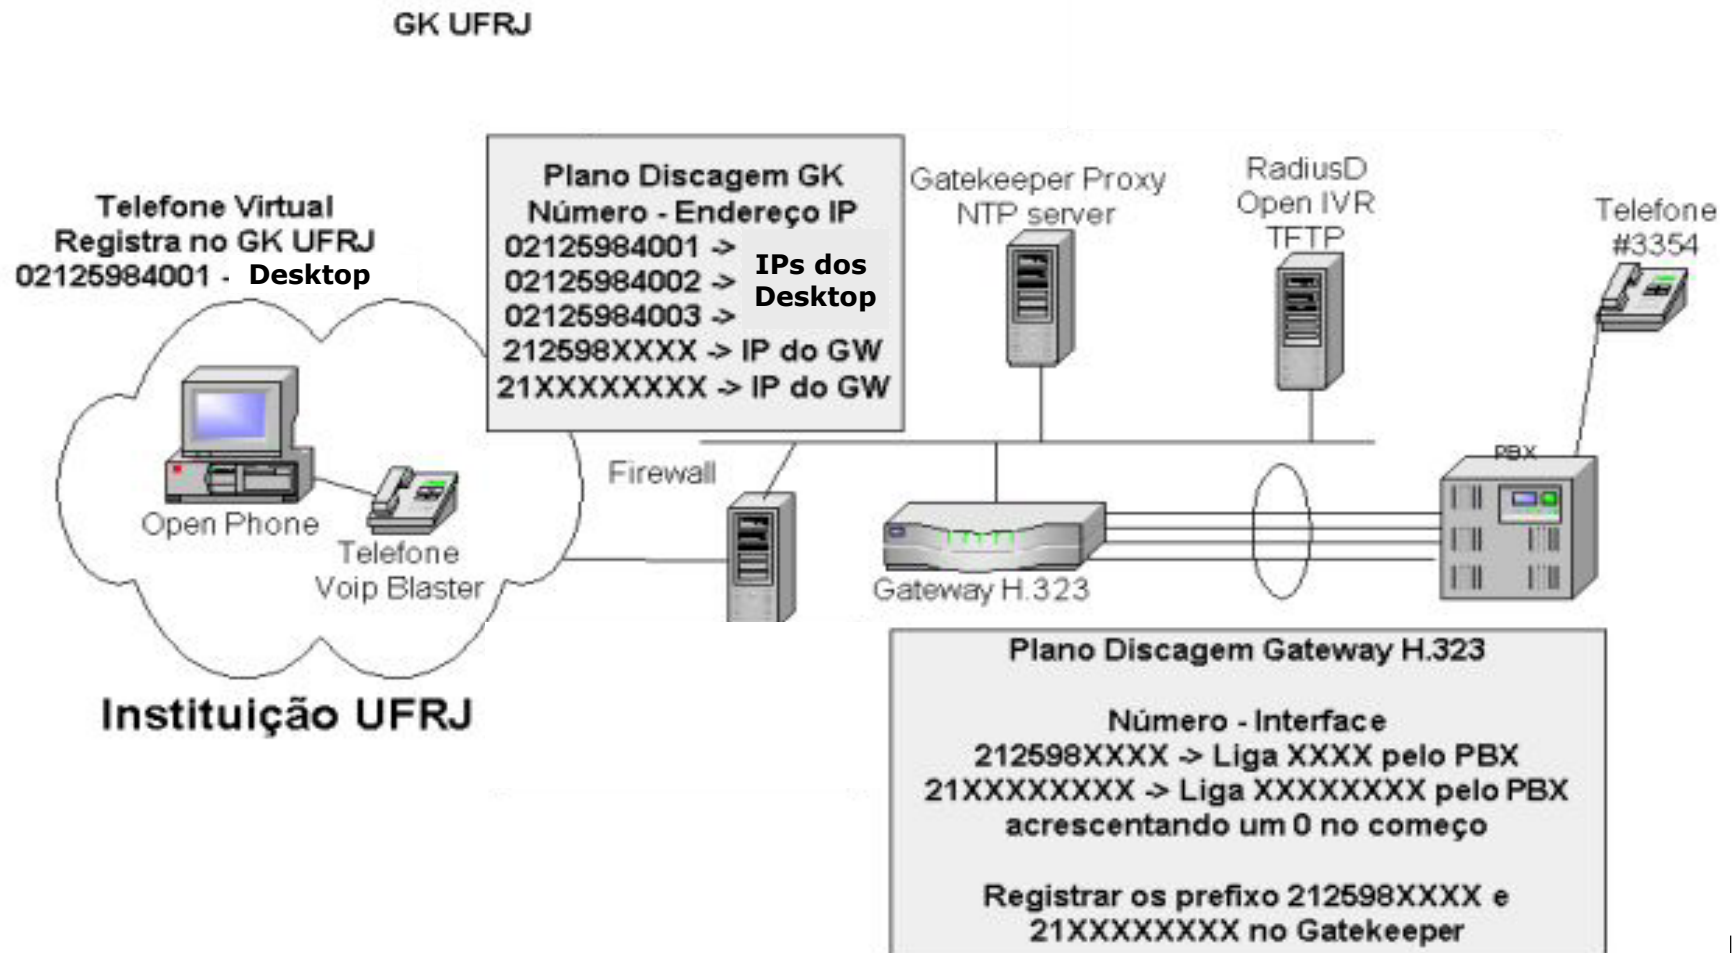 GK UFRJ
Telefone Virtual
Registra no GK UFRJ
02125984001 - Desktop
Plano Discagem GK
Número - Endereço IP
02125984001 ->
02125984002 ->
02125984003 ->
IPs dos
Desktop
212598XXXX -> IP do GW
21XXXXXXXX -> IP do GW
Gatekeeper Proxy
NTP server
RadiusD
Open IVR
TFTP
Telefone
#3354
Firewall
PBX
Open Phone
Telefone
Voip Blaster
Gateway H.323
Instituição UFRJ
Plano Discagem Gateway H.323
Número - Interface
212598XXXX -> Liga XXXX pelo PBX
21XXXXXXXX -> Liga XXXXXXXX pelo PBX
acrescentando um 0 no começo
Registrar os prefixo 212598XXXX e
21XXXXXXXX no Gatekeeper